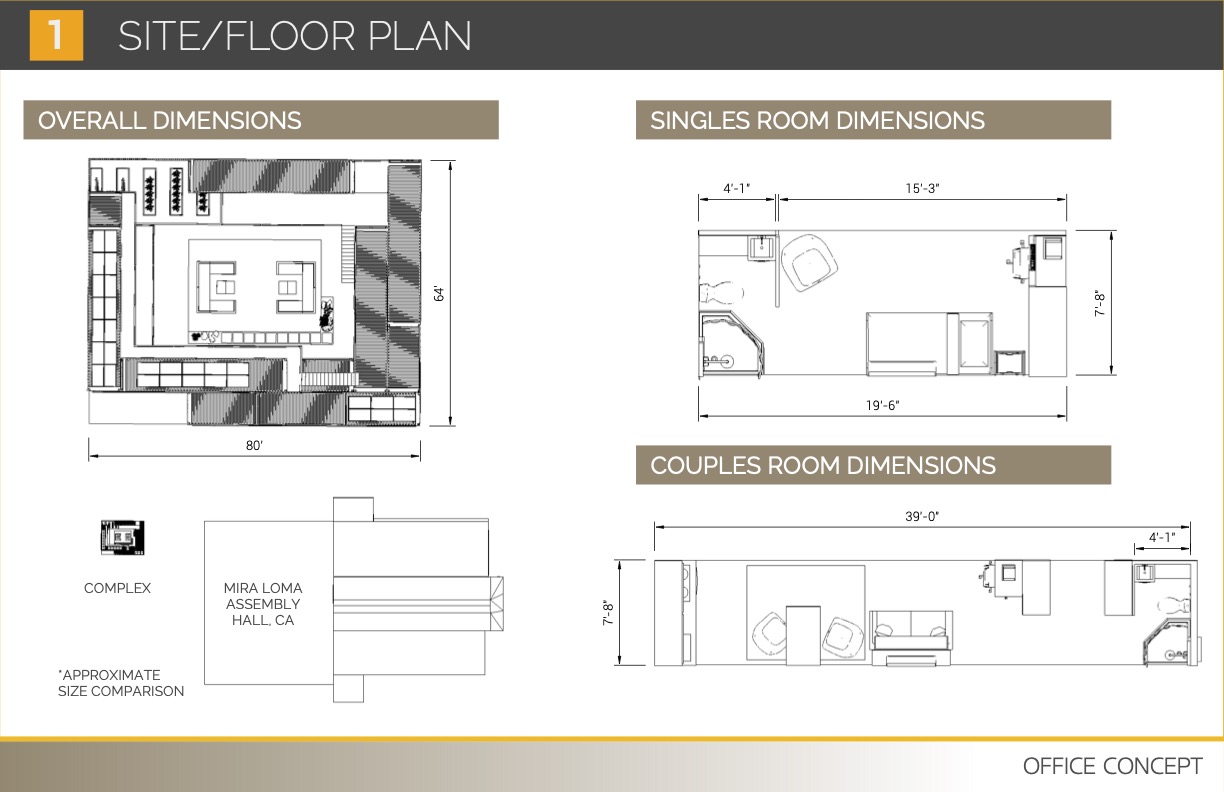 1 SITE/FLOOR PLAN
OVERALL DIMENSIONS
64'
80'
COMPLEX
MIRA LOMA
ASSEMBLY
HALL, CA
*APPROXIMATE
SIZE COMPARISON
SINGLES ROOM DIMENSIONS
4'-1"
15'-3"
7'-8"
19'-6"
COUPLES ROOM DIMENSIONS
39'-0"
4'-1"
7'-8"
OFFICE CONCEPT